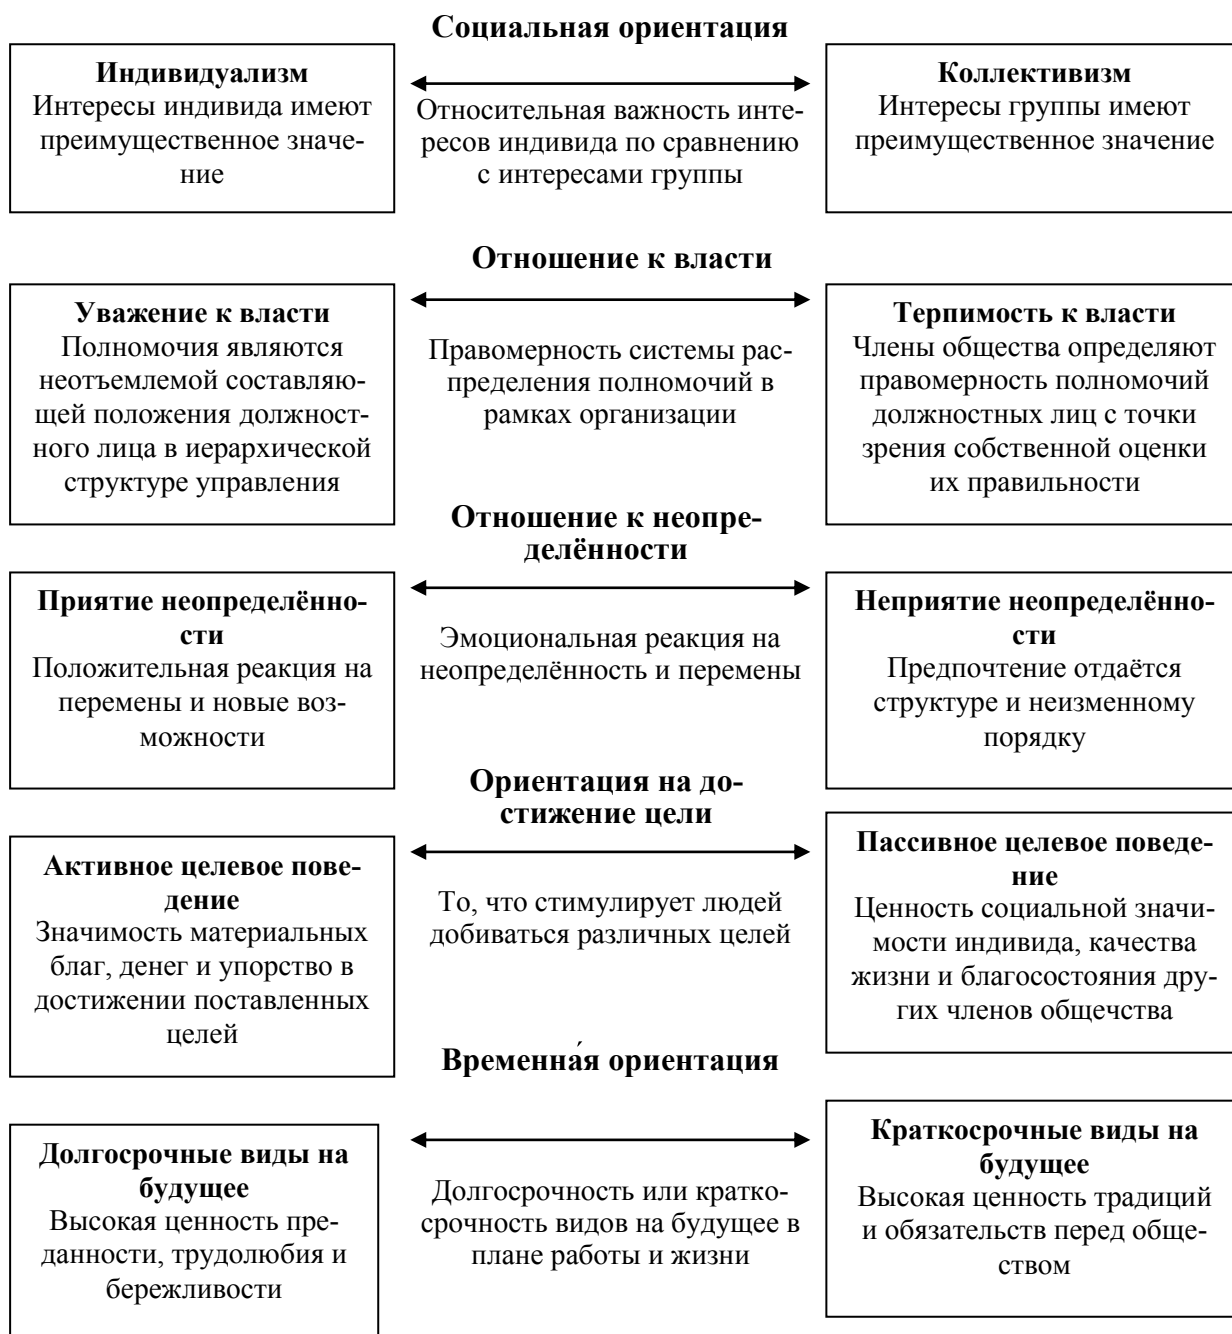 Социальная ориентация
Индивидуализм
Интересы индивида имеют
преимущественное значе-
ние
Относительная важность инте-
ресов индивида по сравнению
с интересами группы
Коллективизм
Интересы группы имеют
преимущественное значение
Отношение к власти
Уважение к власти
Полномочия являются
неотъемлемой составляю-
щей положения должност-
ного лица в иерархической
структуре управления
Правомерность системы рас-
пределения полномочий в
рамках организации
Терпимость к власти
Члены общества определяют
правомерность полномочий
должностных лиц с точки
зрения собственной оценки
их правильности
Отношение к неопре-
делённости
Приятие неопределённо-
сти
Положительная реакция на
перемены и новые воз-
можности
Эмоциональная реакция на
неопределённость и перемены
Неприятие неопределённо-
сти
Предпочтение отдаётся
структуре и неизменному
порядку
Ориентация на до-
стижение цели
Активное целевое пове-
дение
Значимость материальных
благ, денег и упорство в
достижении поставленных
целей
То, что стимулирует людей
добиваться различных целей
Пассивное целевое поведе-
ние
Ценность социальной значи-
мости индивида, качества
жизни и благосостояния дру-
гих членов общечства
Временна́я ориентация
Долгосрочные виды на
будущее
Высокая ценность пре-
данности, трудолюбия и
бережливости
Долгосрочность или кратко-
срочность видов на будущее в
плане работы и жизни
Краткосрочные виды на
будущее
Высокая ценность традиций
и обязательств перед обще-
ством